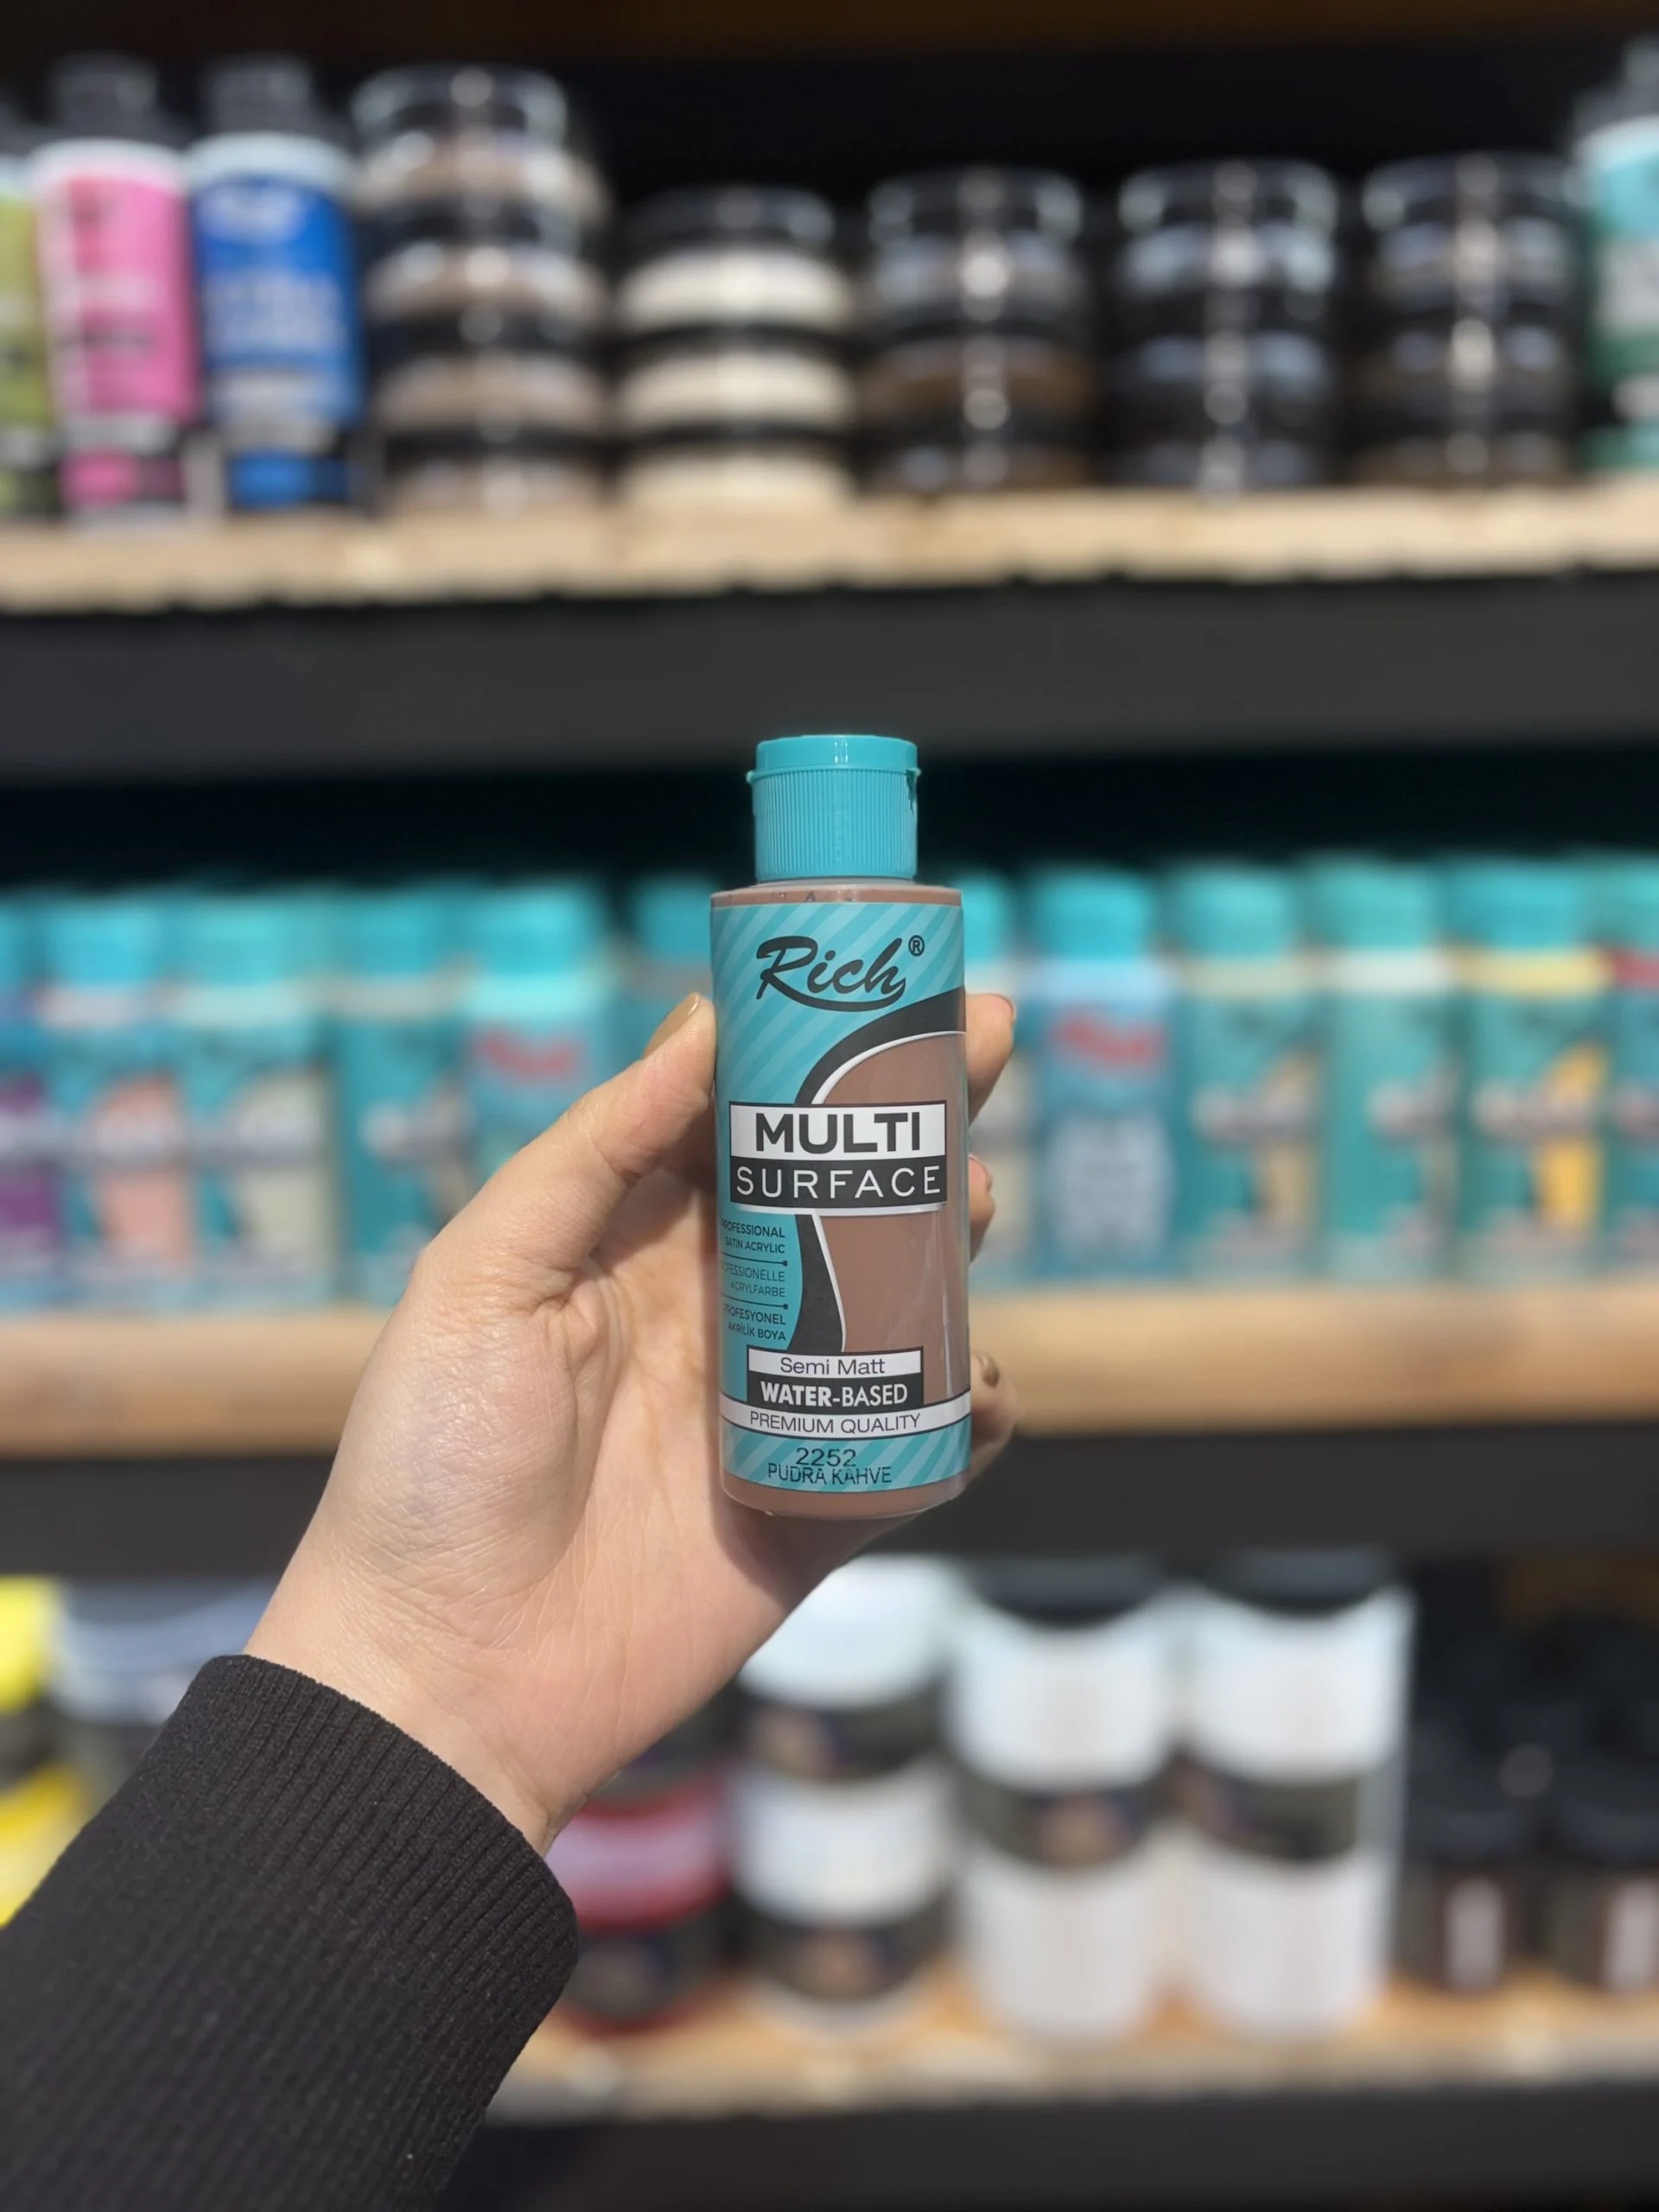 Rich®
MULTI
SURFACE
PROFESSIONAL
SATIN ACRYLIC
OFESSIONELLE
ACRYLFARBE
PROFESYONEL
AKRİLİK BOYA
Semi Matt
WATER-BASED
PREMIUM QUALITY
2252
PUDRA KAHVE